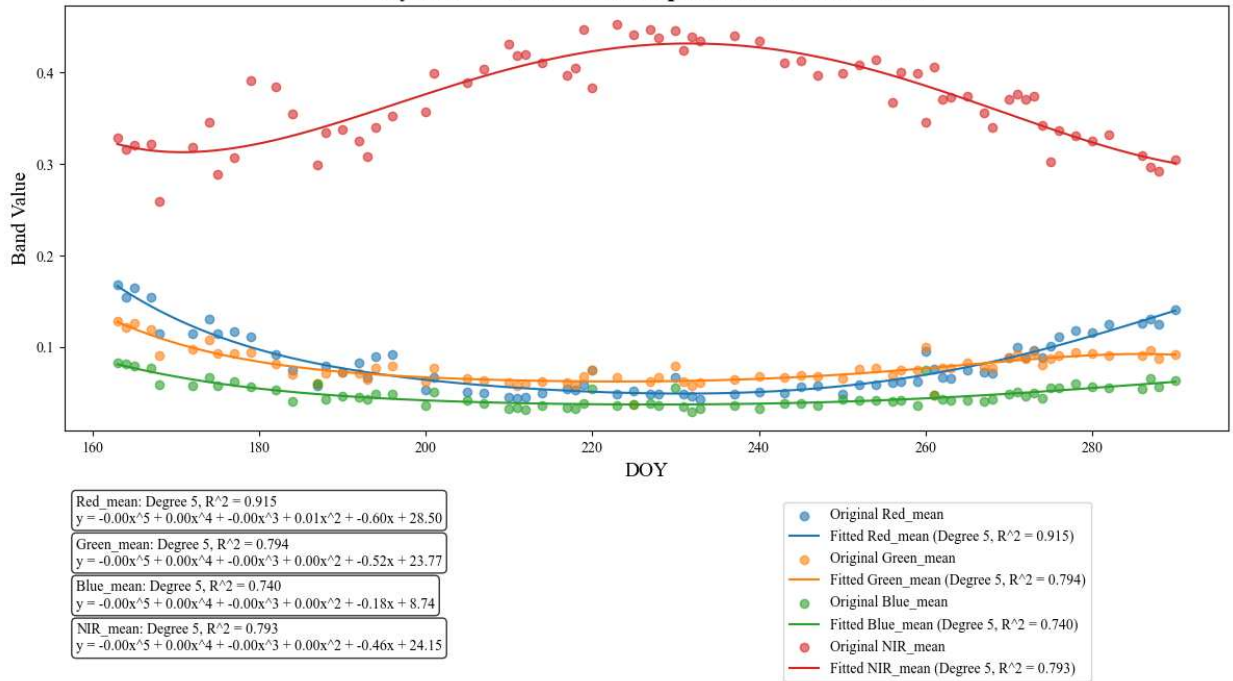 0.4
0.3
0.2
0.1
Band Value
160 180 200 220 240 260 280
DOY
Red_mean: Degree 5, R^2 = 0.915
y = -0.00x^5 + 0.00x^4 + -0.00x^3 + 0.01x^2 + -0.60x + 28.50
Green_mean: Degree 5, R^2 = 0.794
y = -0.00x^5 + 0.00x^4 + -0.00x^3 + 0.00x^2 + -0.52x + 23.77
Blue_mean: Degree 5, R^2 = 0.740
y = -0.00x^5 + 0.00x^4 + -0.00x^3 + 0.00x^2 + -0.18x + 8.74
NIR_mean: Degree 5, R^2 = 0.793
y = -0.00x^5 + 0.00x^4 + -0.00x^3 + 0.00x^2 + -0.46x + 24.15
Original Red_mean
Fitted Red_mean (Degree 5, R^2 = 0.915)
Original Green_mean
Fitted Green_mean (Degree 5, R^2 = 0.794)
Original Blue_mean
Fitted Blue_mean (Degree 5, R^2 = 0.740)
Original NIR_mean
Fitted NIR_mean (Degree 5, R^2 = 0.793)